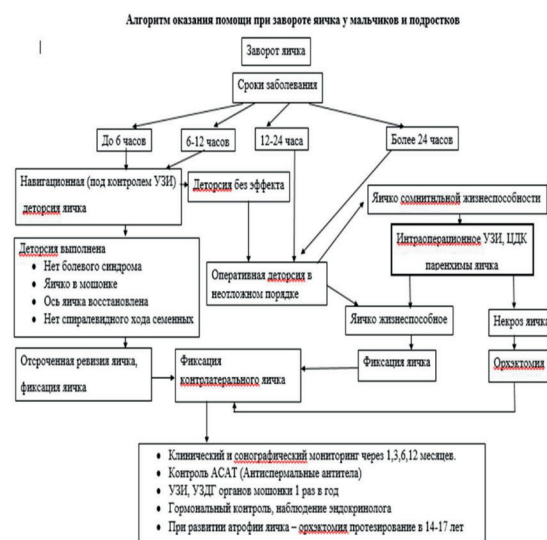 Алгоритм оказания помощи при завороте яичка у мальчиков и подростков
Заворот яичка
Сроки заболевания
До 6 часов
6-12 часов
12-24 часа
Более 24 часов
Навигационная (под контролем УЗИ)
деторсия яичка
Деторсия без эффекта
Яичко сомнитильной жизнеспособности
Интраоперационное УЗИ, ЦДК
паренхимы яичка
Деторсия выполнена
• Нет болевого синдрома
• Яичко в мошонке
• Ось яичка восстановлена
• Нет спиралевидного хода семенных
Оперативная деторсия в
неотложном порядке
Яичко жизнеспособное
Некроз яичка
Отсроченная ревизия яичка,
фиксация яичка
Фиксация
контрлатерального яичка
Фиксация яичка
Орхэктомия
• Клинический и сонографический мониторинг через 1,3,6,12 месяцев.
• Контроль АСАТ (Антиспермальные антитела)
• УЗИ, УЗДГ органов мошонки 1 раз в год
• Гормональный контроль, наблюдение эндокринолога
• При развитии атрофии яичка – орхэктомия протезирование в 14-17 лет